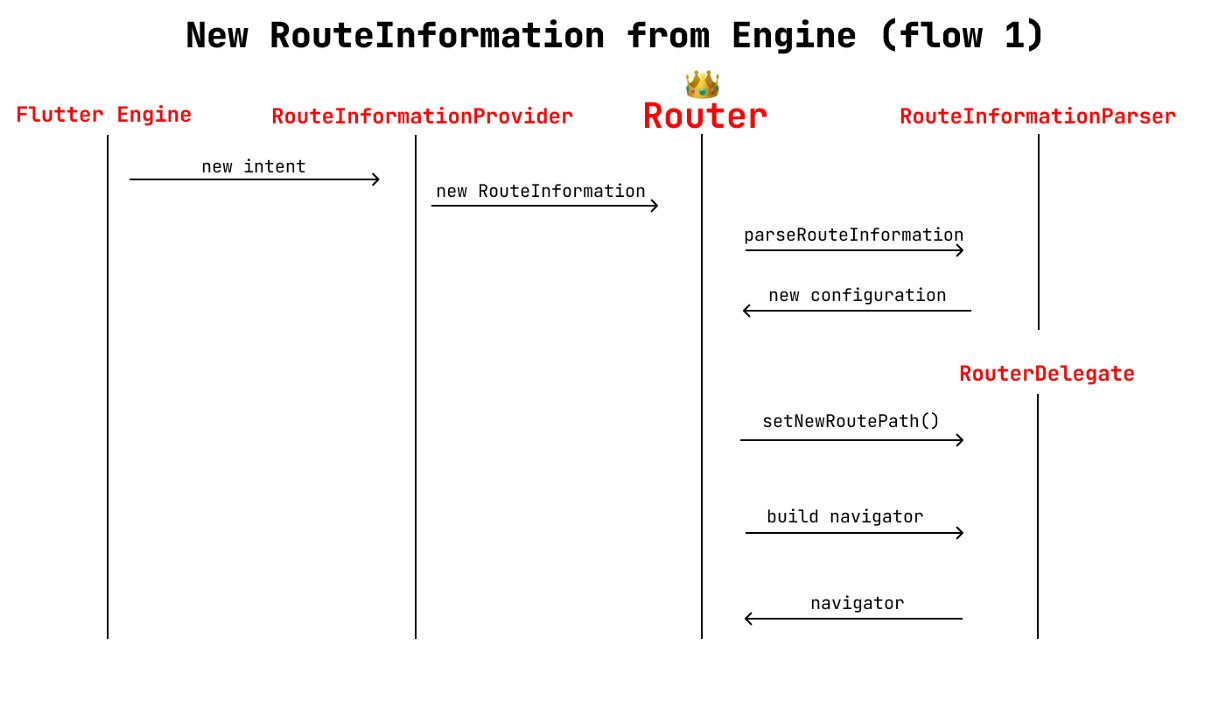 New RouteInformation from Engine (flow 1)
Flutter Engine
RouteInformationProvider
Router
RouteInformationParser
new intent
new RouteInformation
parseRouteInformation
new configuration
RouterDelegate
setNewRoutePath()
build navigator
navigator